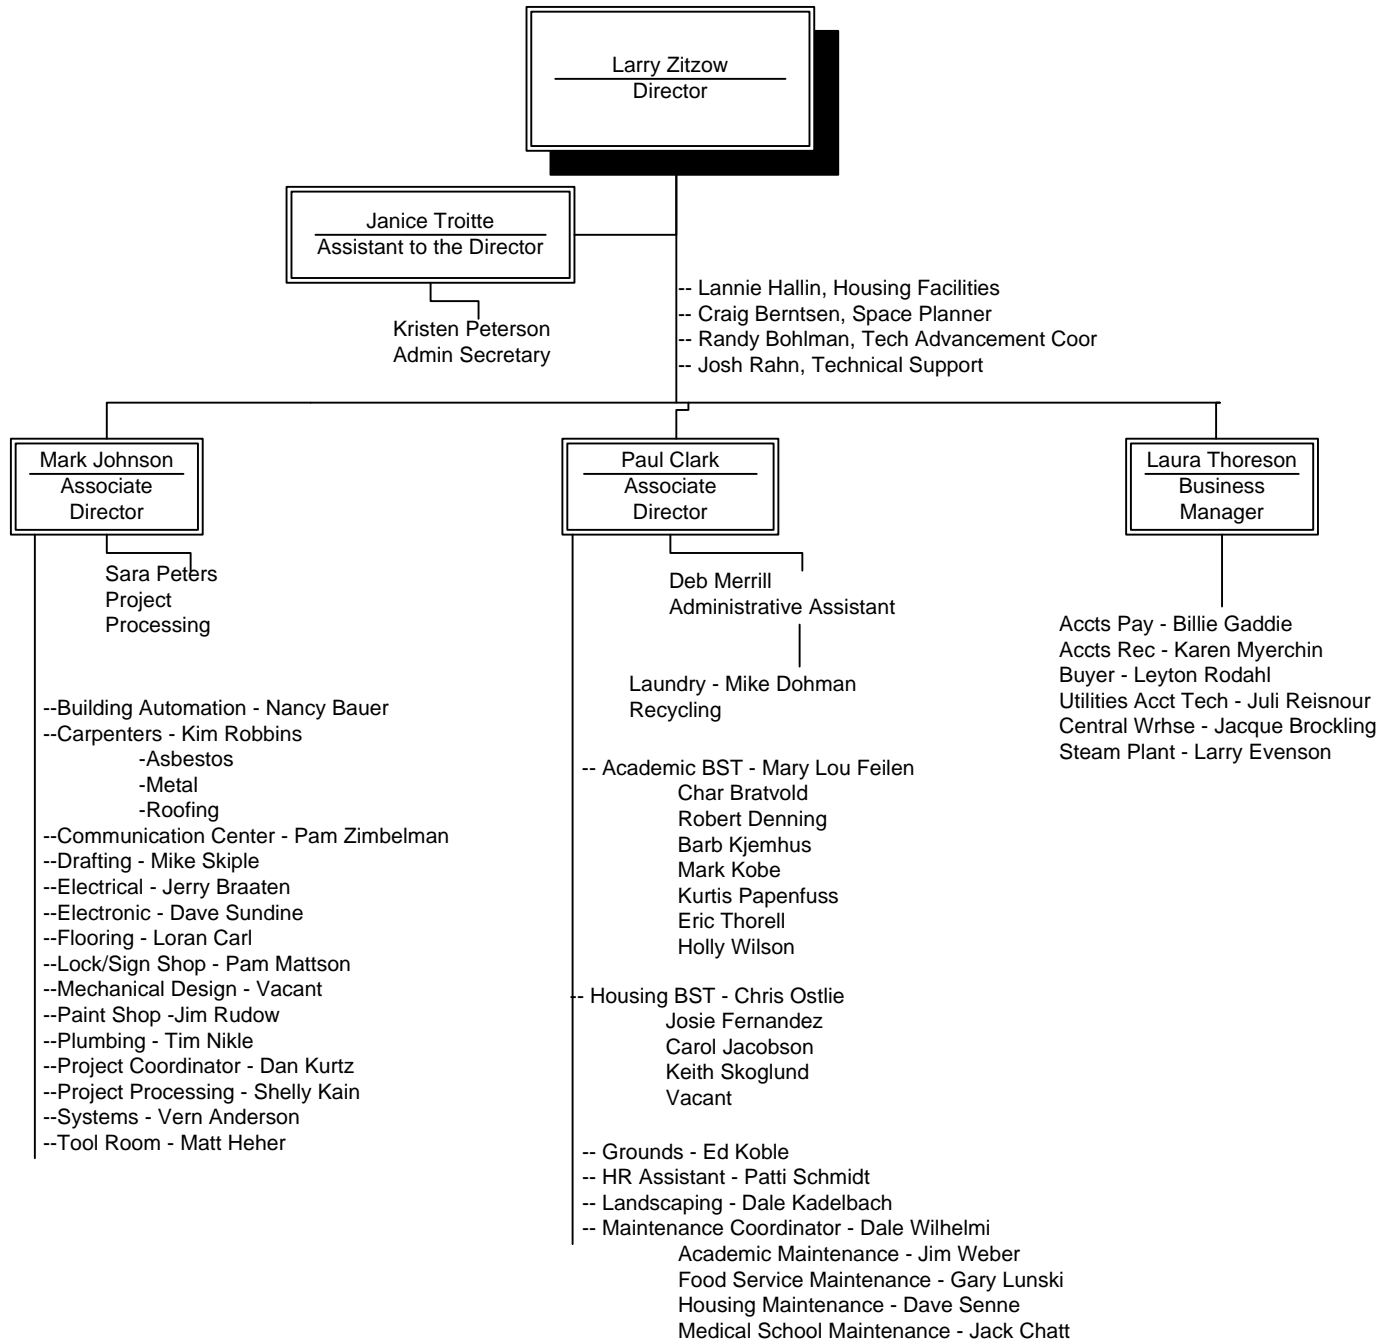 Larry Zitzow
Director
Janice Troitte
Assistant to the Director
Kristen Peterson
Admin Secretary
-- Lannie Hallin, Housing Facilities
-- Craig Berntsen, Space Planner
-- Randy Bohlman, Tech Advancement Coor
-- Josh Rahn, Technical Support
Mark Johnson
Associate
Director
Sara Peters
Project
Processing
--Building Automation - Nancy Bauer
--Carpenters - Kim Robbins
-Asbestos
-Metal
-Roofing
--Communication Center - Pam Zimbelman
--Drafting - Mike Skiple
--Electrical - Jerry Braaten
--Electronic - Dave Sundine
--Flooring - Loran Carl
--Lock/Sign Shop - Pam Mattson
--Mechanical Design - Vacant
--Paint Shop -Jim Rudow
--Plumbing - Tim Nikle
--Project Coordinator - Dan Kurtz
--Project Processing - Shelly Kain
--Systems - Vern Anderson
--Tool Room - Matt Heher
Paul Clark
Associate
Director
Deb Merrill
Administrative Assistant
Laundry - Mike Dohman
Recycling
-- Academic BST - Mary Lou Feilen
Char Bratvold
Robert Denning
Barb Kjemhus
Mark Kobe
Kurtis Papenfuss
Eric Thorell
Holly Wilson
-- Housing BST - Chris Ostlie
Josie Fernandez
Carol Jacobson
Keith Skoglund
Vacant
-- Grounds - Ed Koble
-- HR Assistant - Patti Schmidt
-- Landscaping - Dale Kadelbach
-- Maintenance Coordinator - Dale Wilhelmi
Academic Maintenance - Jim Weber
Food Service Maintenance - Gary Lunski
Housing Maintenance - Dave Senne
Medical School Maintenance - Jack Chatt
Laura Thoreson
Business
Manager
Accts Pay - Billie Gaddie
Accts Rec - Karen Myerchin
Buyer - Leyton Rodahl
Utilities Acct Tech - Juli Reisnour
Central Wrhse - Jacque Brockling
Steam Plant - Larry Evenson